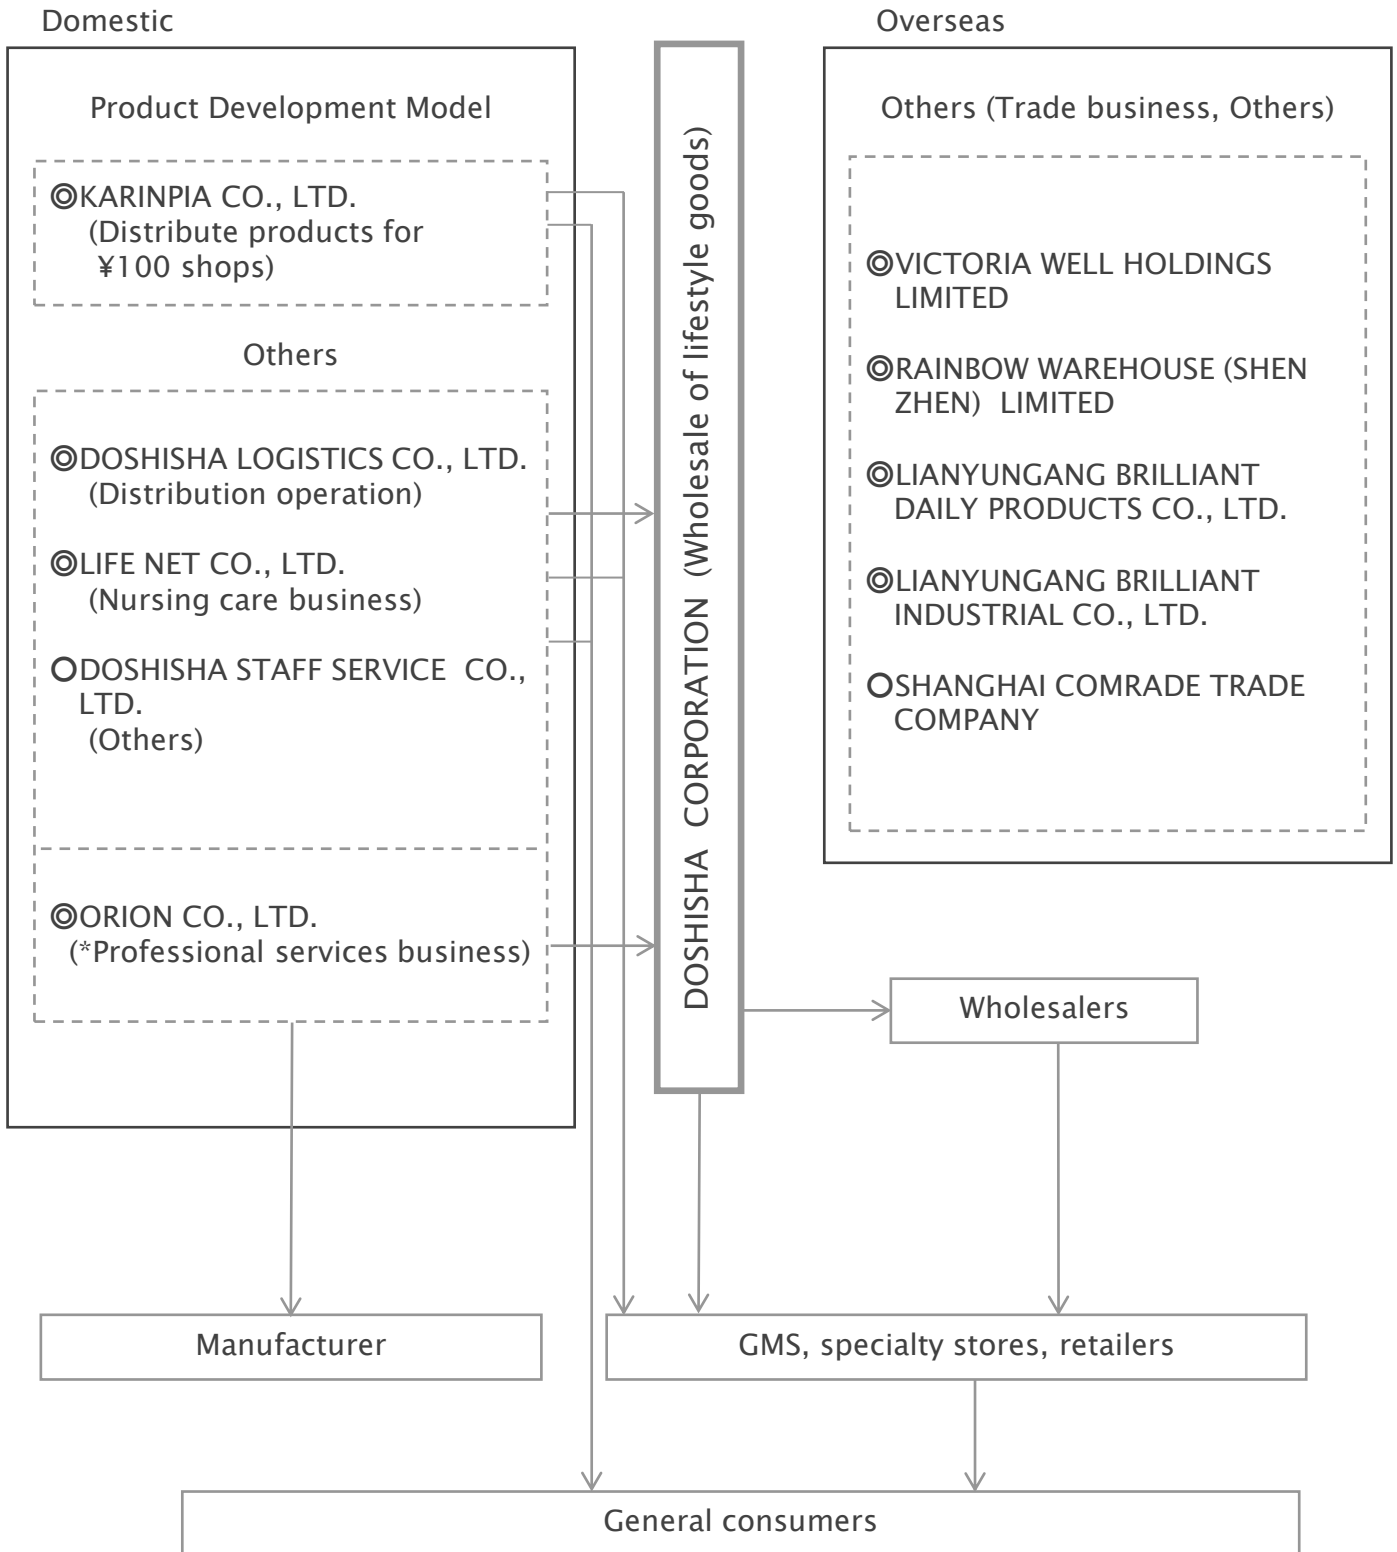 Domestic
Product Development Model
◎KARINPIA CO., LTD.
(Distribute products for
¥100 shops)
Others
◎DOSHISHA LOGISTICS CO., LTD.
(Distribution operation)
◎LIFE NET CO., LTD.
(Nursing care business)
○DOSHISHA STAFF SERVICE CO.,
LTD.
(Others)
◎ORION CO., LTD.
(*Professional services business)
DOSHISHA CORPORATION (Wholesale of lifestyle goods)
Overseas
Others (Trade business, Others)
◎VICTORIA WELL HOLDINGS
LIMITED
◎RAINBOW WAREHOUSE (SHEN
ZHEN) LIMITED
◎LIANYUNGANG BRILLIANT
DAILY PRODUCTS CO., LTD.
◎LIANYUNGANG BRILLIANT
INDUSTRIAL CO., LTD.
○SHANGHAI COMRADE TRADE
COMPANY
Wholesalers
Manufacturer
GMS, specialty stores, retailers
General consumers